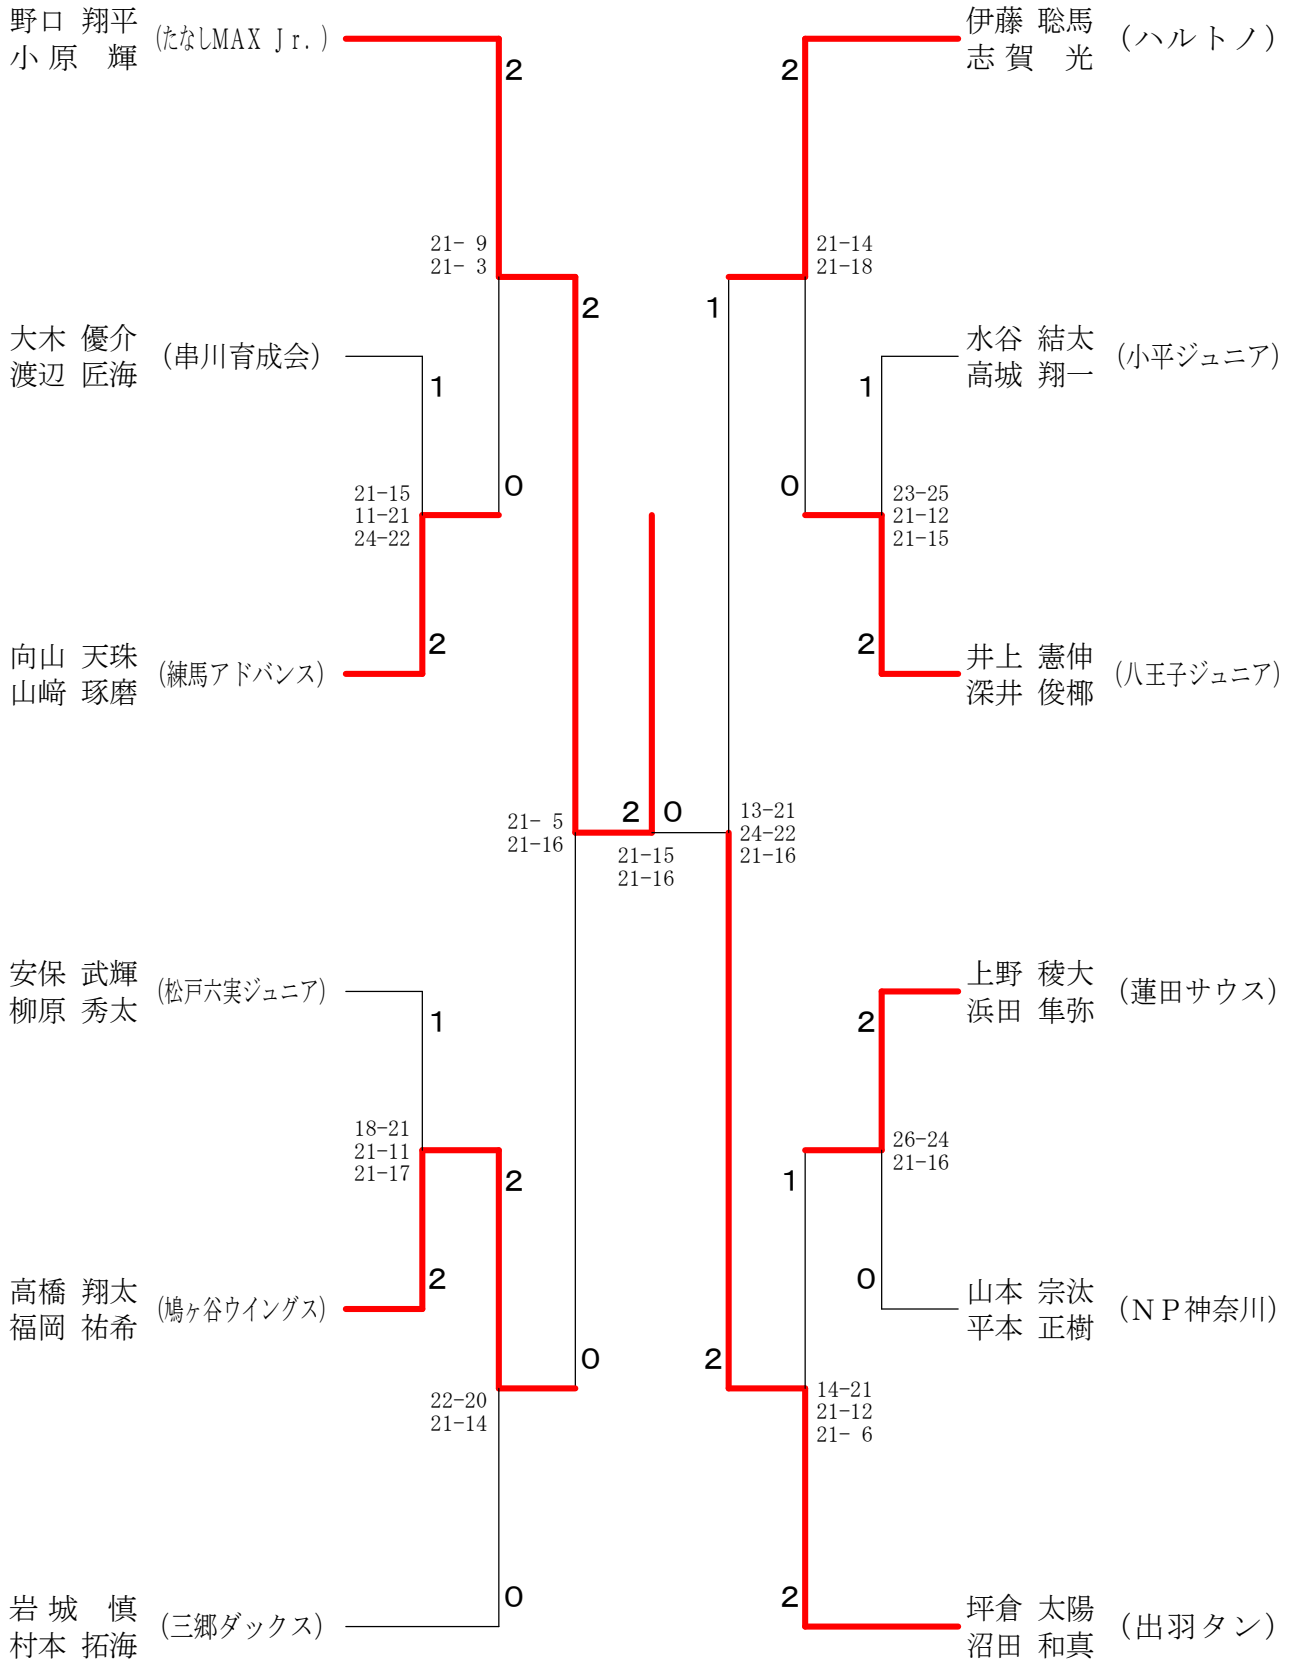 野口 翔平
小 原 輝
(たなしMAX Jr.)
2
21- 9
21- 3
2
大木 優介
渡辺 匠海
(串川育成会)
1
0
21-15
11-21
24-22
2
向山 天珠
山﨑 琢磨
(練馬アドバンス)
21- 5
21-16
2
0
21-15
21-16
安保 武輝
柳原 秀太
(松戸六実ジュニア)
1
18-21
21-11
21-17
2
2
高橋 翔太
福岡 祐希
(鳩ヶ谷ウイングス)
0
22-20
21-14
0
岩 城 慎
村本 拓海
(三郷ダックス)
伊藤 聡馬
志 賀 光
(ハルトノ)
2
21-14
21-18
1
水谷 結太
高城 翔一
(小平ジュニア)
1
0
23-25
21-12
21-15
2
井上 憲伸
深井 俊椰
(八王子ジュニア)
13-21
24-22
21-16
上野 稜大
浜田 隼弥
(蓮田サウス)
2
26-24
21-16
1
0
山本 宗汰
平本 正樹
(NP神奈川)
2
14-21
21-12
21- 6
2
坪倉 太陽
沼田 和真
(出羽タン)